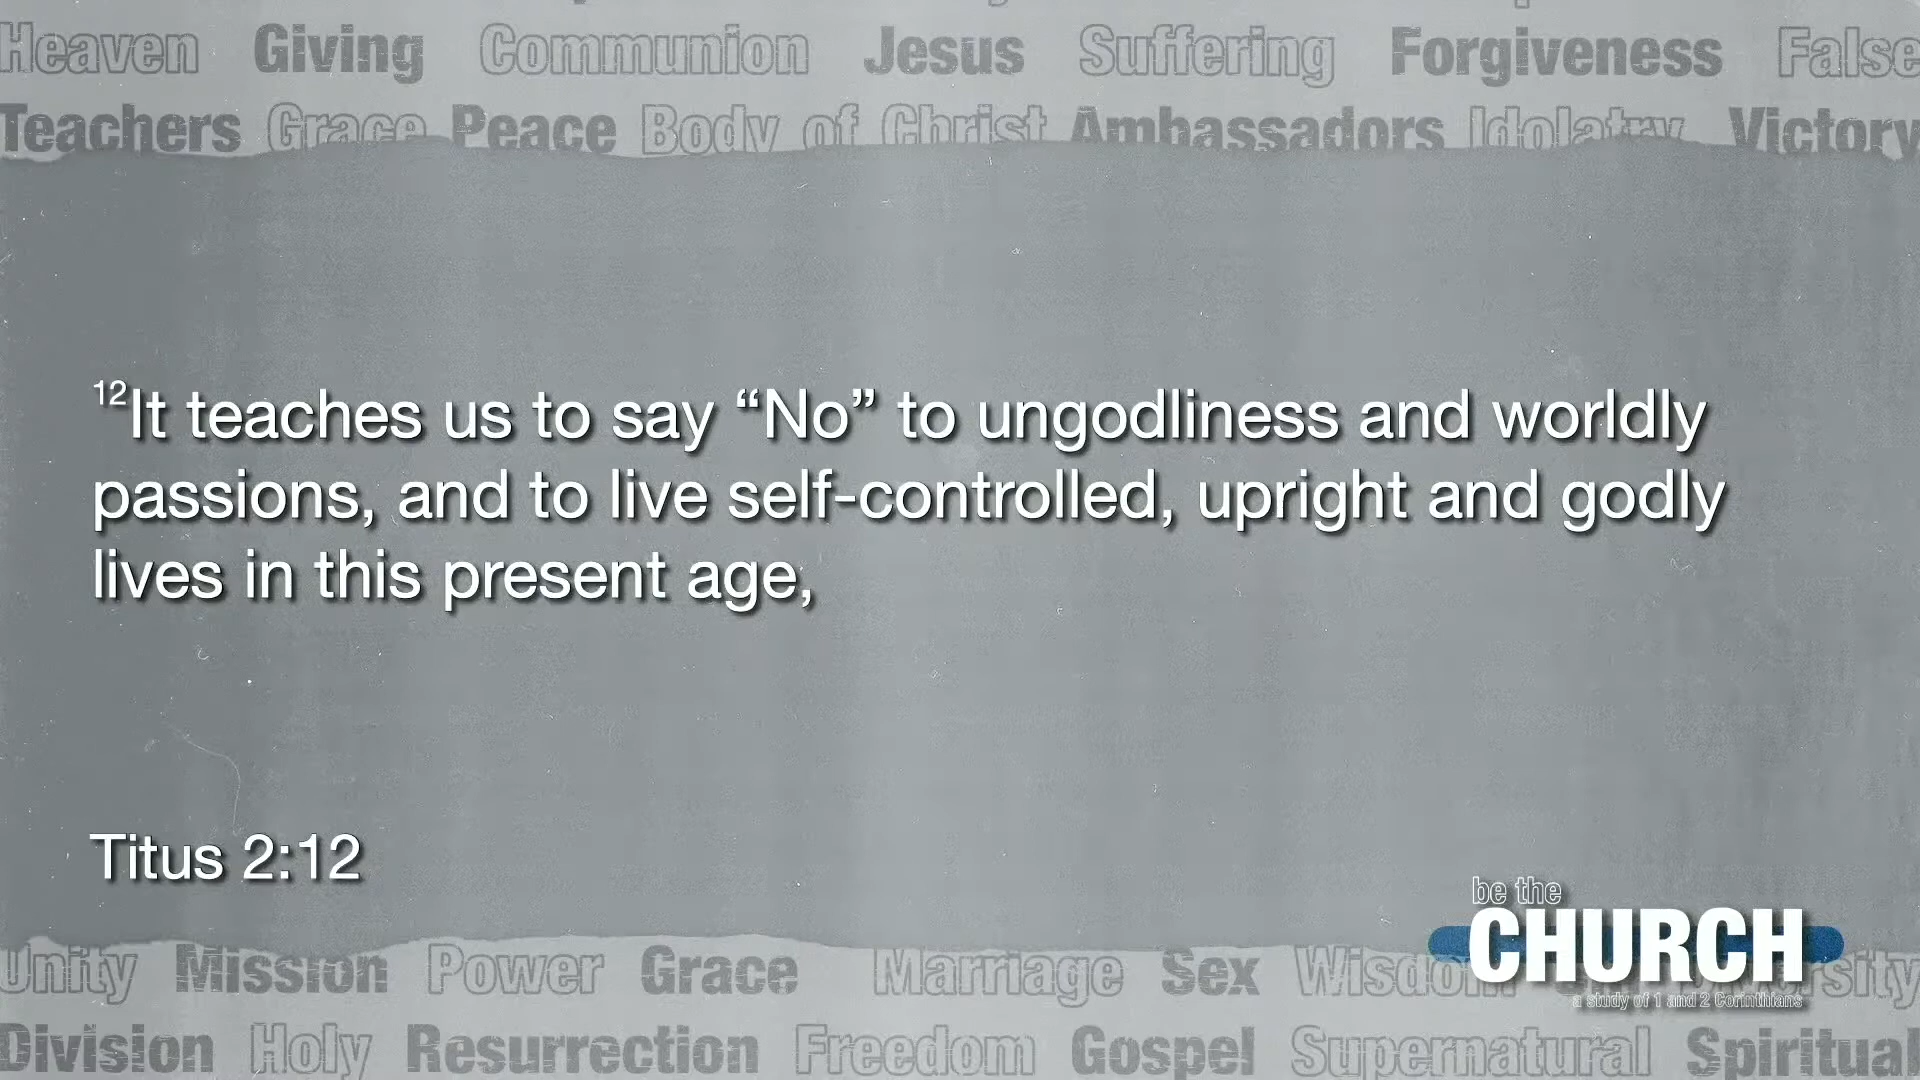 Heaven Giving Communion Jesus Suffering Forgiveness False
Teachers Grace Peace Body of Christ Ambassadors Idolatry Victory
12It teaches us to say “No” to ungodliness and worldly
passions, and to live self-controlled, upright and godly
lives in this present age,
Titus 2:12
be the
CHURCH
a study of 1 and 2 Corinthians
Unity Mission Power Grace Marriage Sex
Division Holy Resurrection Freedom Gospel Supernatural Spiritual